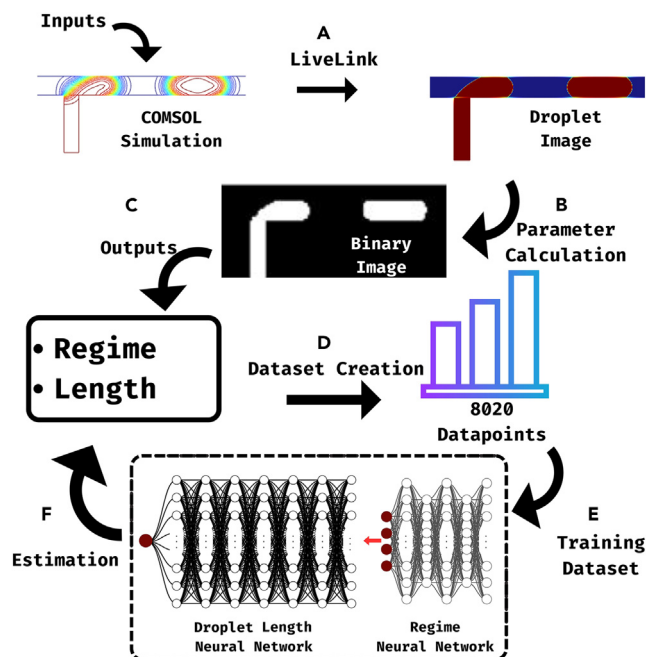 Inputs
A
LiveLink
COMSOL
Simulation
Droplet
Image
C
B
Parameter
Calculation
Outputs
Binary
Image
• Regime
• Length
D
Dataset Creation
8020
Datapoints
F
Estimation
E
Training
Dataset
Droplet Length
Neural Network
Regime
Neural Network